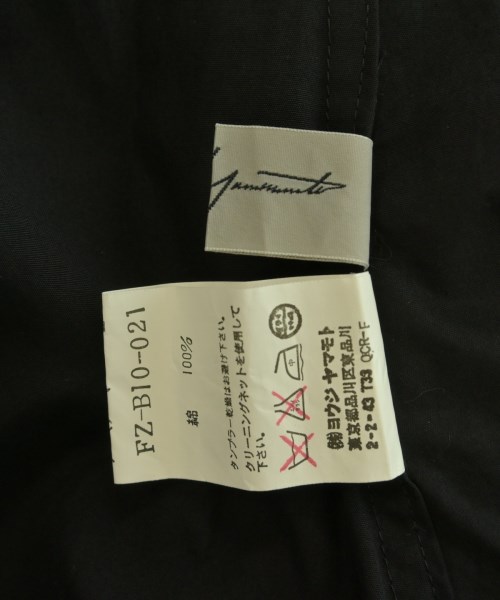 Yamamoto
FZ-B10-021
綿 100%
タンブラー乾燥はお避け下さい。
クリーニングネットを使用して
下さい。
㈱ヨウジ ヤマモト
東京都品川区東品川
2-2-43 T33 QCR-F